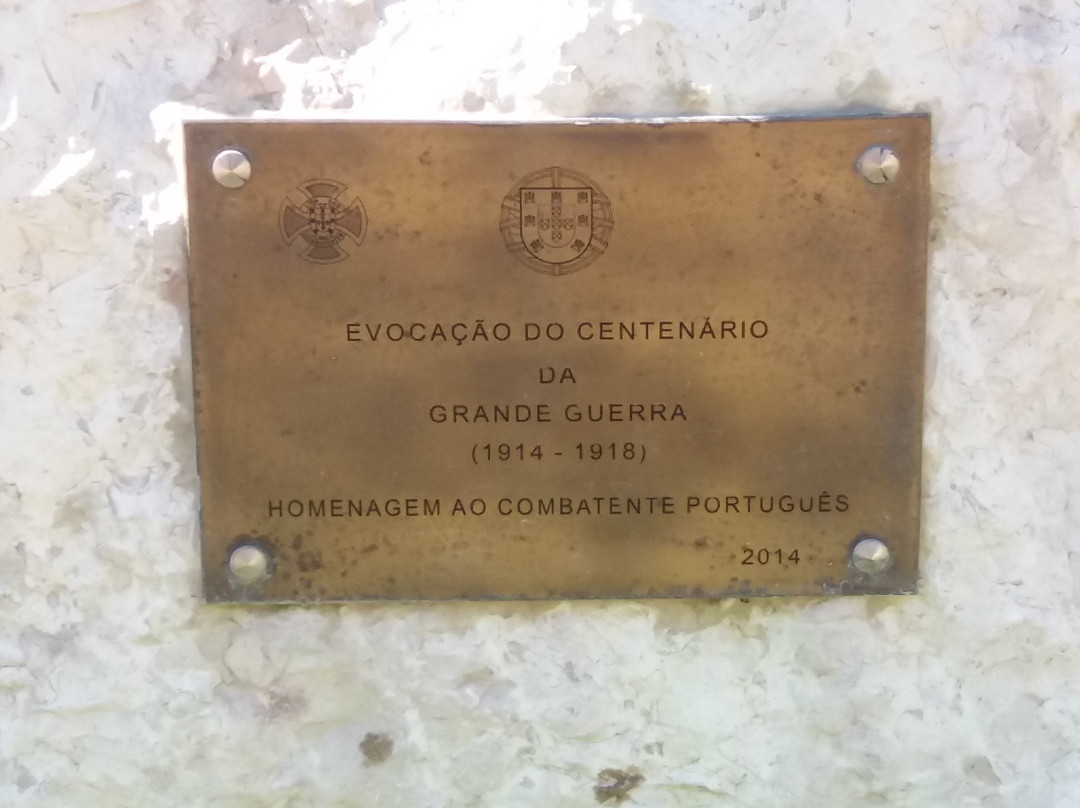 EVOCAÇÃO DO CENTENÁRIO
DA
GRANDE GUERRA
(1914 - 1918)
HOMENAGEM AO COMBATENTE PORTUGUÊS
2014